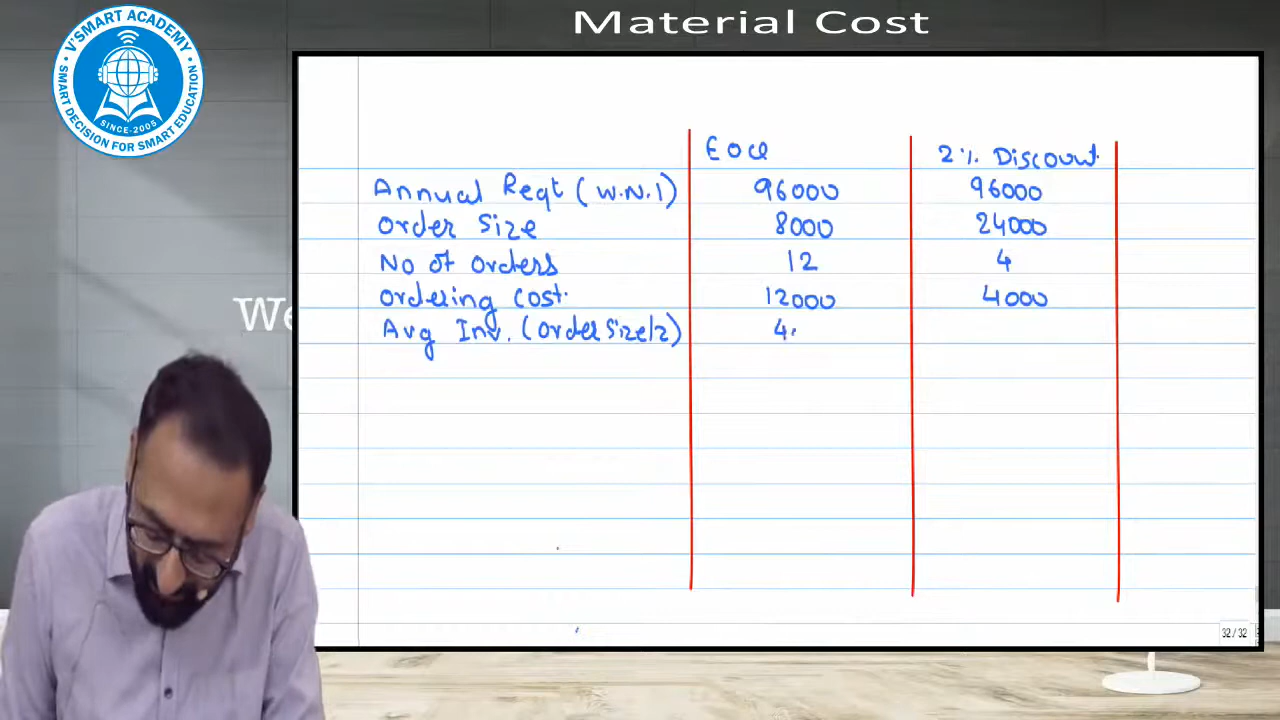 Material Cost
V'SMART ACADEMY
SINCE-2005
SMART DECISION FOR SMART EDUCATION
We
EOQ 2% Discount
Annual Reqt (W.N.1) 96000 96000
Order Size 8000 24000
No of orders 12 4
Ordering Cost. 12000 4000
Avg Inv. (Order Size/2) 4
32/32